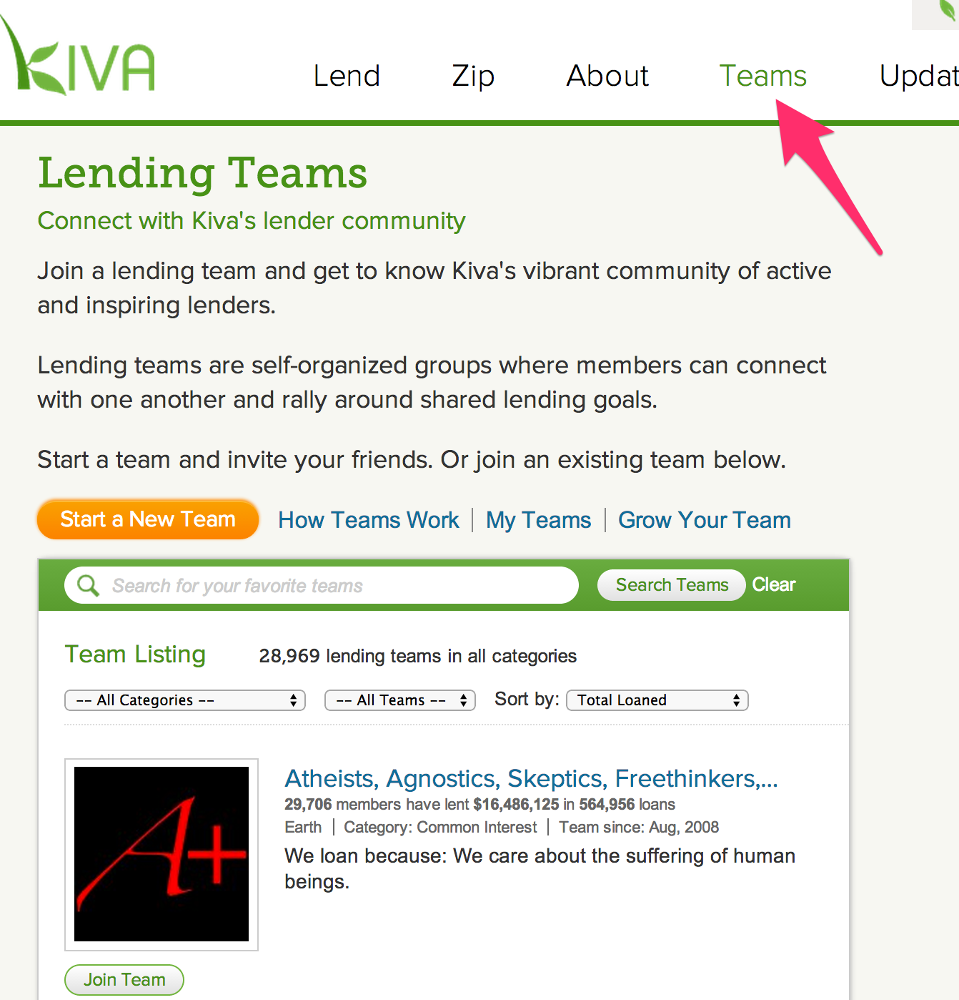 KIVA
Lend Zip About Teams Updat
Lending Teams
Connect with Kiva's lender community
Join a lending team and get to know Kiva's vibrant community of active
and inspiring lenders.
Lending teams are self-organized groups where members can connect
with one another and rally around shared lending goals.
Start a team and invite your friends. Or join an existing team below.
Start a New Team How Teams Work | My Teams | Grow Your Team
Search for your favorite teams Search Teams Clear
Team Listing 28,969 lending teams in all categories
-- All Categories -- -- All Teams -- Sort by: Total Loaned
A+
Atheists, Agnostics, Skeptics, Freethinkers,...
29,706 members have lent $16,486,125 in 564,956 loans
Earth | Category: Common Interest | Team since: Aug, 2008
We loan because: We care about the suffering of human
beings.
Join Team